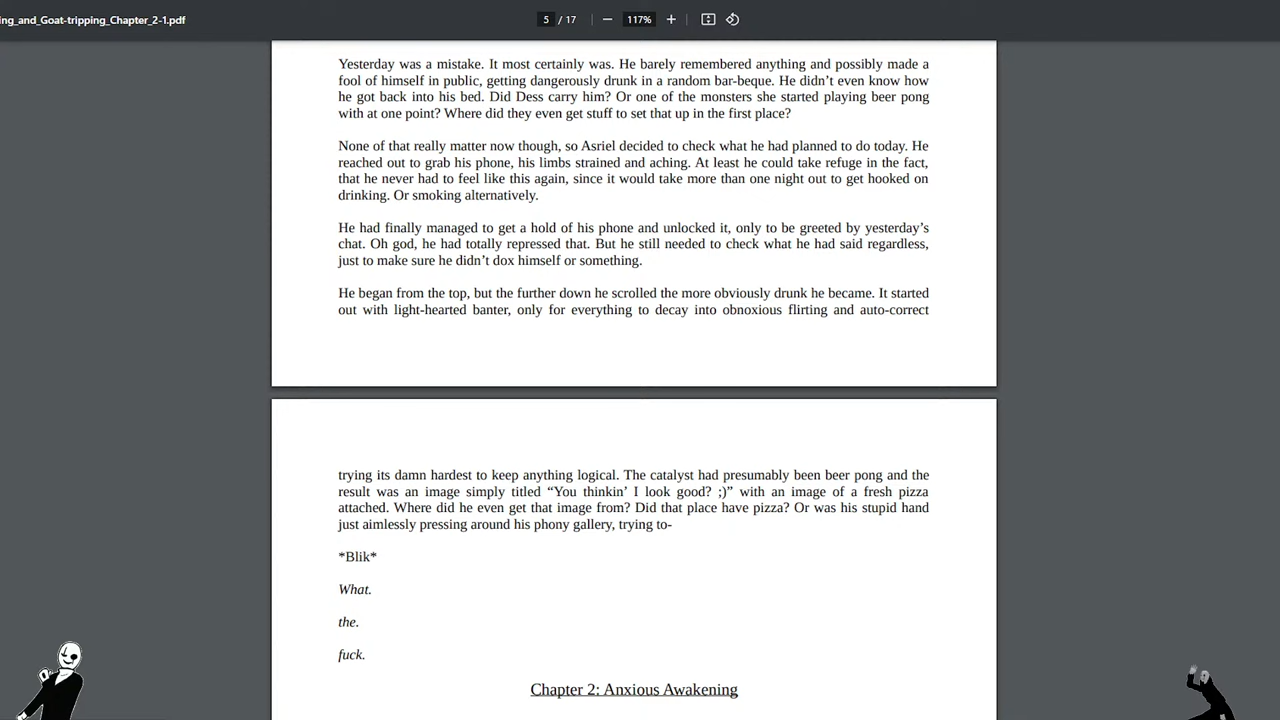 ing_and_Goat-tripping_Chapter_2-1.pdf
5 / 17
117%
Yesterday was a mistake. It most certainly was. He barely remembered anything and possibly made a
fool of himself in public, getting dangerously drunk in a random bar-beque. He didn’t even know how
he got back into his bed. Did Dess carry him? Or one of the monsters she started playing beer pong
with at one point? Where did they even get stuff to set that up in the first place?
None of that really matter now though, so Asriel decided to check what he had planned to do today. He
reached out to grab his phone, his limbs strained and aching. At least he could take refuge in the fact,
that he never had to feel like this again, since it would take more than one night out to get hooked on
drinking. Or smoking alternatively.
He had finally managed to get a hold of his phone and unlocked it, only to be greeted by yesterday’s
chat. Oh god, he had totally repressed that. But he still needed to check what he had said regardless,
just to make sure he didn’t dox himself or something.
He began from the top, but the further down he scrolled the more obviously drunk he became. It started
out with light-hearted banter, only for everything to decay into obnoxious flirting and auto-correct
trying its damn hardest to keep anything logical. The catalyst had presumably been beer pong and the
result was an image simply titled “You thinkin’ I look good? ;)” with an image of a fresh pizza
attached. Where did he even get that image from? Did that place have pizza? Or was his stupid hand
just aimlessly pressing around his phony gallery, trying to-
*Blik*
What.
the.
fuck.
Chapter 2: Anxious Awakening